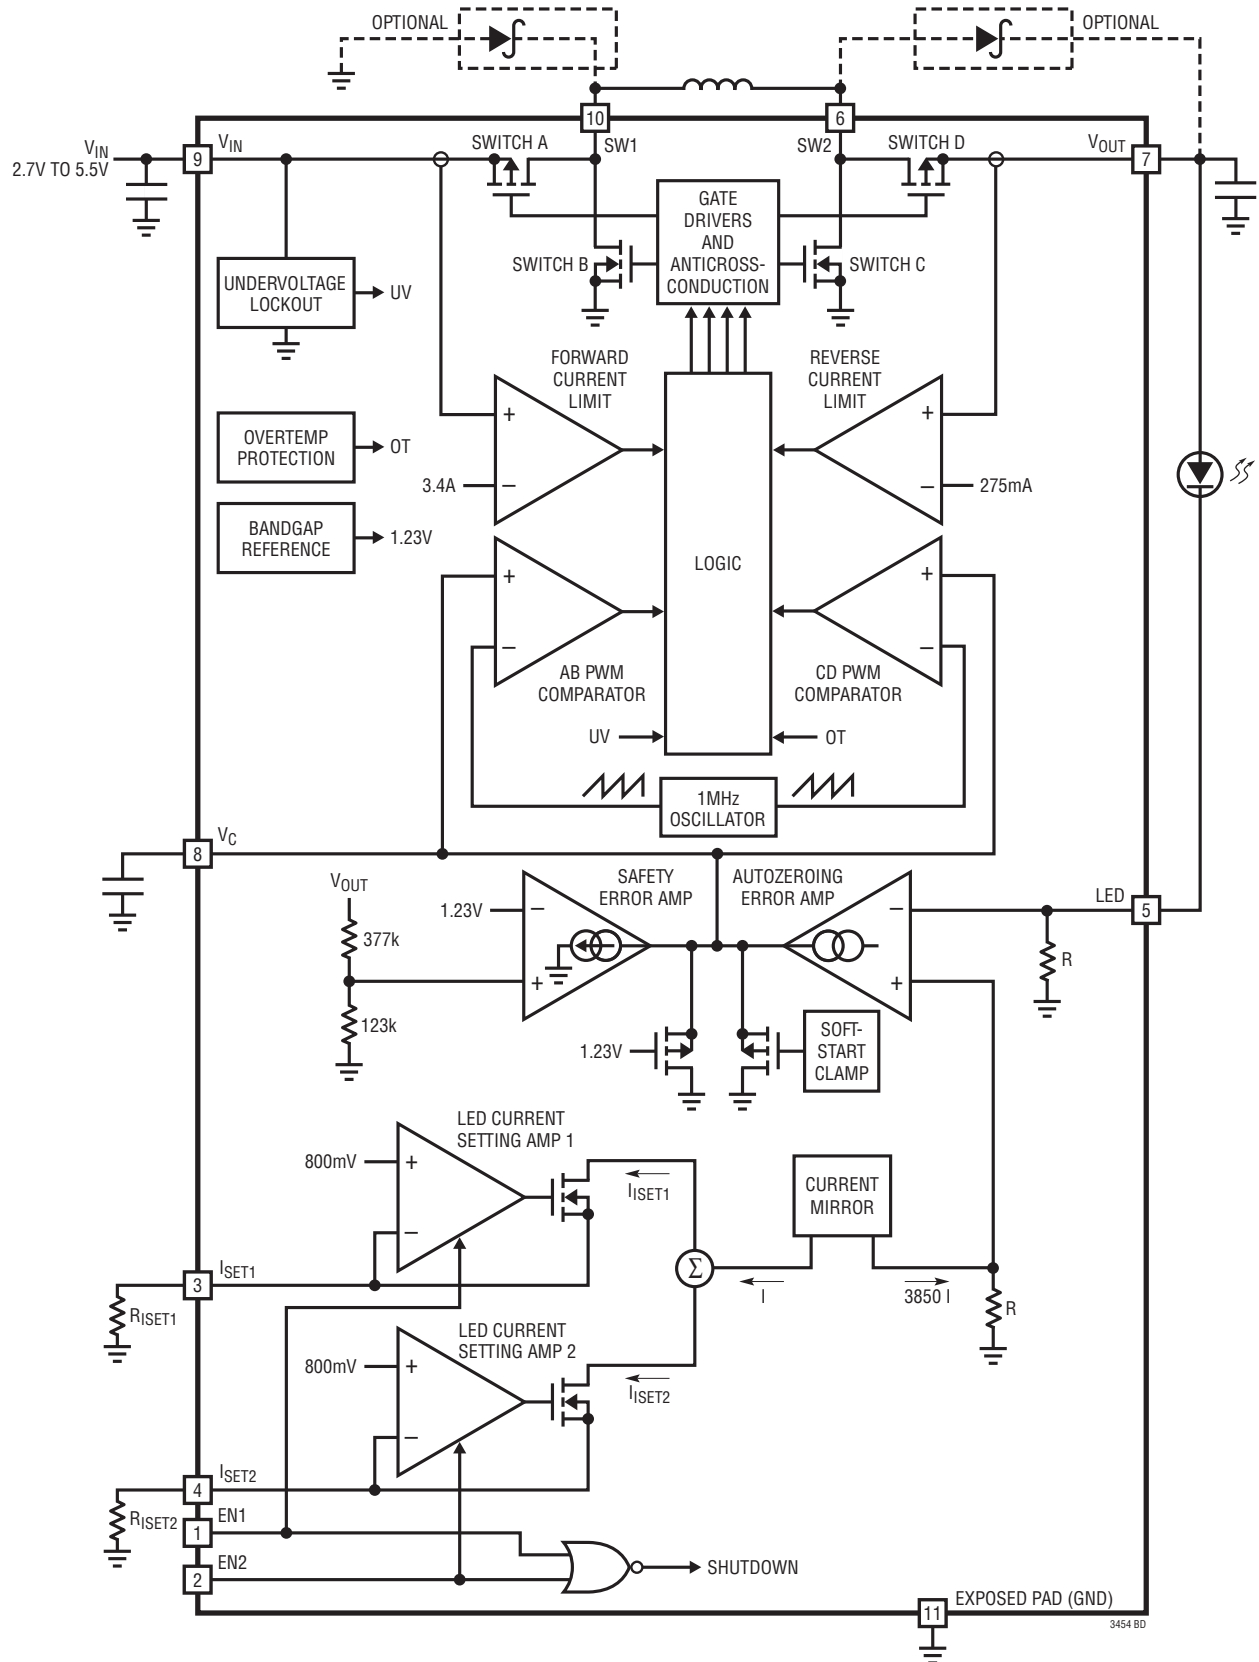 OPTIONAL
OPTIONAL
10
6
VIN
2.7V TO 5.5V
9
VIN
SWITCH A
SW1
SW2
SWITCH D
VOUT
7
GATE
DRIVERS
AND
ANTICROSS-
CONDUCTION
SWITCH B
SWITCH C
UNDERVOLTAGE
LOCKOUT
UV
FORWARD
CURRENT
LIMIT
REVERSE
CURRENT
LIMIT
OVERTEMP
PROTECTION
OT
+
–
3.4A
+
–
275mA
BANDGAP
REFERENCE
1.23V
LOGIC
+
–
AB PWM
COMPARATOR
+
–
CD PWM
COMPARATOR
UV
OT
1MHz
OSCILLATOR
8
VC
VOUT
377k
123k
SAFETY
ERROR AMP
AUTOZEROING
ERROR AMP
1.23V
–
+
–
+
LED
5
R
1.23V
SOFT-
START
CLAMP
LED CURRENT
SETTING AMP 1
800mV
+
–
IISET1
CURRENT
MIRROR
3
ISET1
RISET1
Σ
I
3850 I
R
LED CURRENT
SETTING AMP 2
800mV
+
–
IISET2
4
ISET2
RISET2
1
EN1
2
EN2
SHUTDOWN
11
EXPOSED PAD (GND)
3454 BD